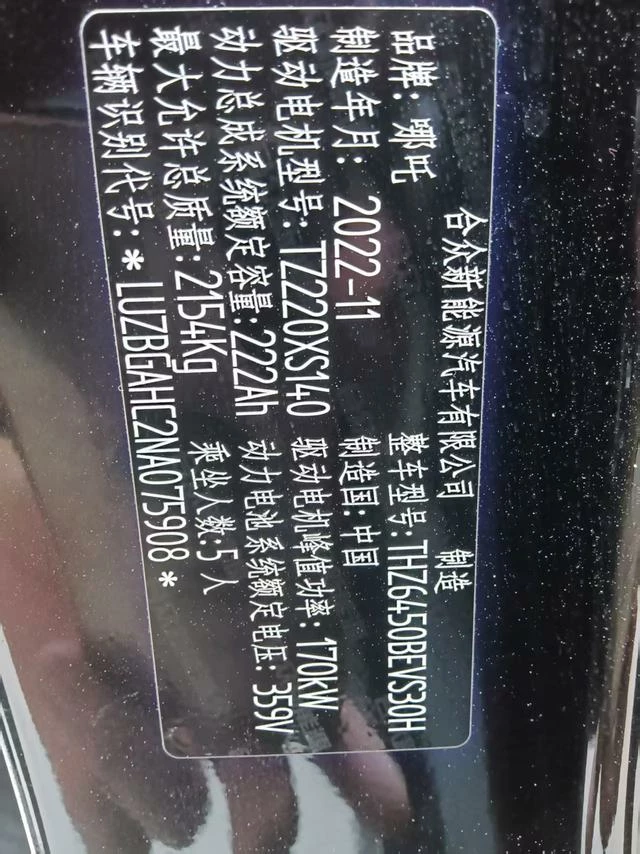 合众新能源汽车有限公司 制造
品牌：哪吒 整车型号：THZ6450BEVS30H
制造年月：2022-11 制造国：中国
驱动电机型号：TZ220XS140 驱动电机峰值功率：170kW
动力总成系统额定容量：222Ah 动力电池系统额定电压：359V
最大允许总质量：2154Kg 乘坐人数：5人
车辆识别代号：*LUZBGAHC2NA075908*